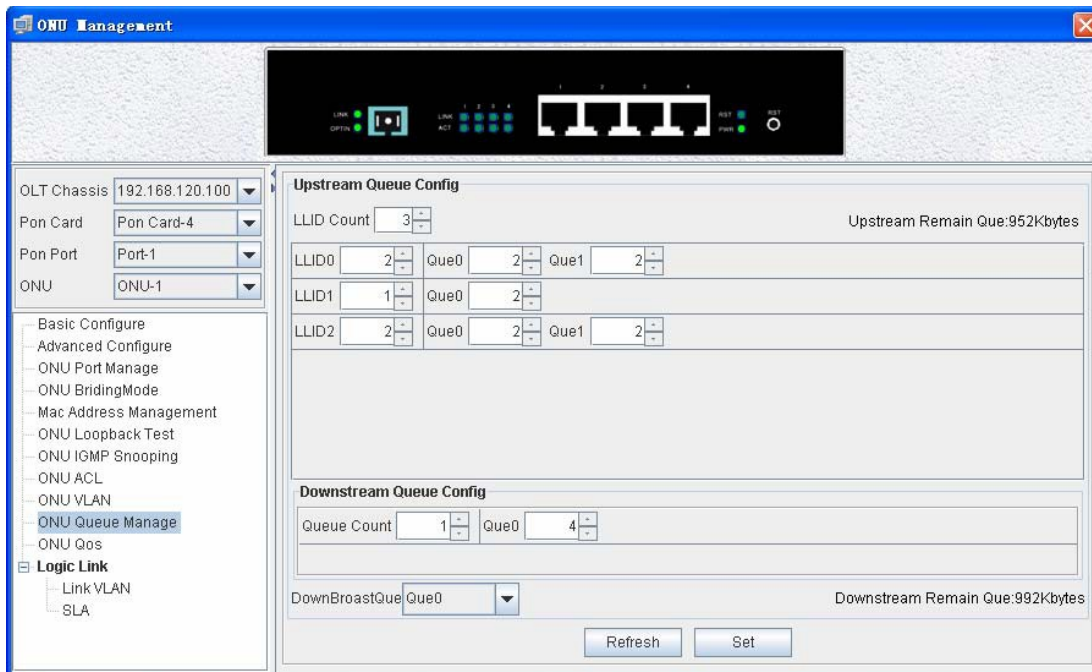 ONU Management
1 2 3 4
LINK
OPTIN
1 2 3 4
LINK
ACT
RST
PWR
RST
OLT Chassis 192.168.120.100
Pon Card Pon Card-4
Pon Port Port-1
ONU ONU-1
Basic Configure
Advanced Configure
ONU Port Manage
ONU BridingMode
Mac Address Management
ONU Loopback Test
ONU IGMP Snooping
ONU ACL
ONU VLAN
ONU Queue Manage
ONU Qos
Logic Link
Link VLAN
SLA
Upstream Queue Config
LLID Count 3 Upstream Remain Que:952Kbytes
LLID0 2 Que0 2 Que1 2
LLID1 1 Que0 2
LLID2 2 Que0 2 Que1 2
Downstream Queue Config
Queue Count 1 Que0 4
DownBroastQue Que0 Downstream Remain Que:992Kbytes
Refresh Set